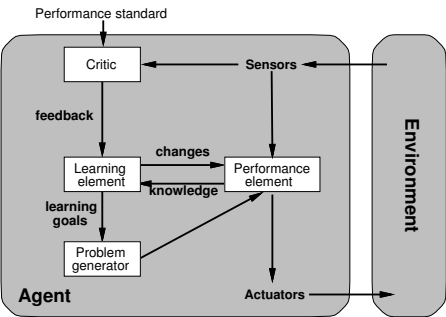 Performance standard
Critic
Sensors
feedback
changes
Learning
element
Performance
element
knowledge
learning
goals
Problem
generator
Agent
Actuators
Environment